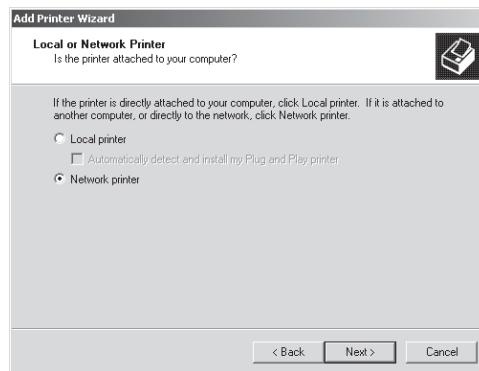 Add Printer Wizard
Local or Network Printer
Is the printer attached to your computer?
If the printer is directly attached to your computer, click Local printer. If it is attached to
another computer, or directly to the network, click Network printer.
Local printer
Automatically detect and install my Plug and Play printer
Network printer
< Back
Next >
Cancel